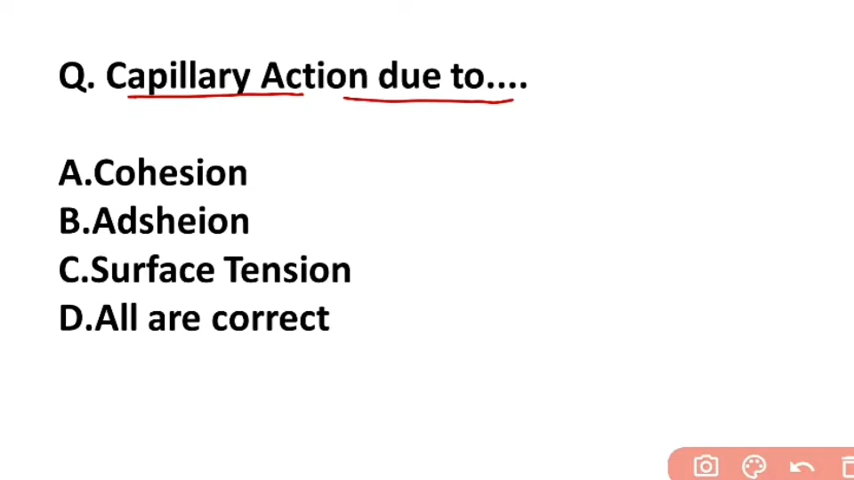 Q. Capillary Action due to....
A.Cohesion
B.Adsheion
C.Surface Tension
D.All are correct